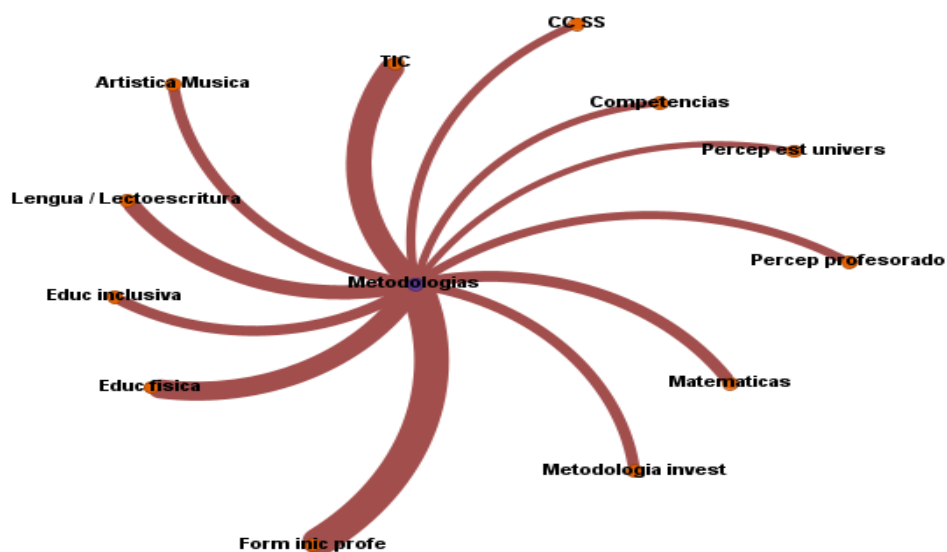 CC SS
TIC
Artistica Musica
Competencias
Percep est univers
Lengua / Lectoescritura
Percep profesorado
Metodologias
Educ inclusiva
Matematicas
Educ fisica
Metodologia invest
Form inic profe